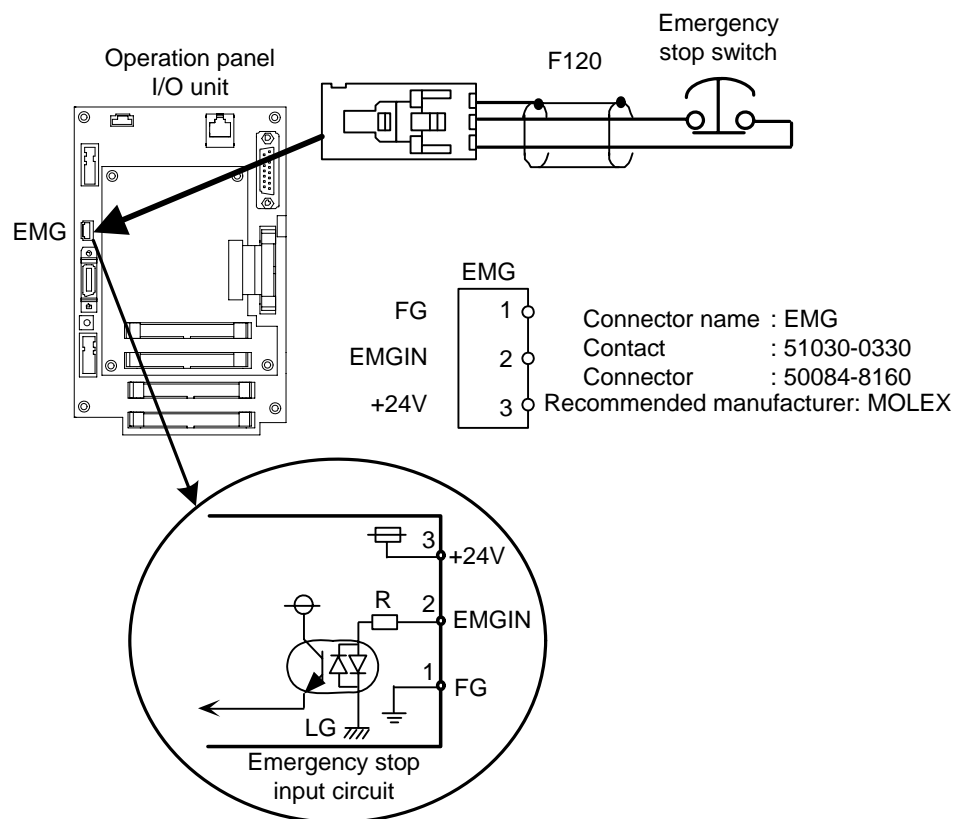 Emergency
stop switch
Operation panel
I/O unit
F120
EMG
EMG
FG 1
EMGIN 2
+24V 3
Connector name : EMG
Contact : 51030-0330
Connector : 50084-8160
Recommended manufacturer: MOLEX
3 +24V
R 2 EMGIN
1 FG
LG
Emergency stop
input circuit